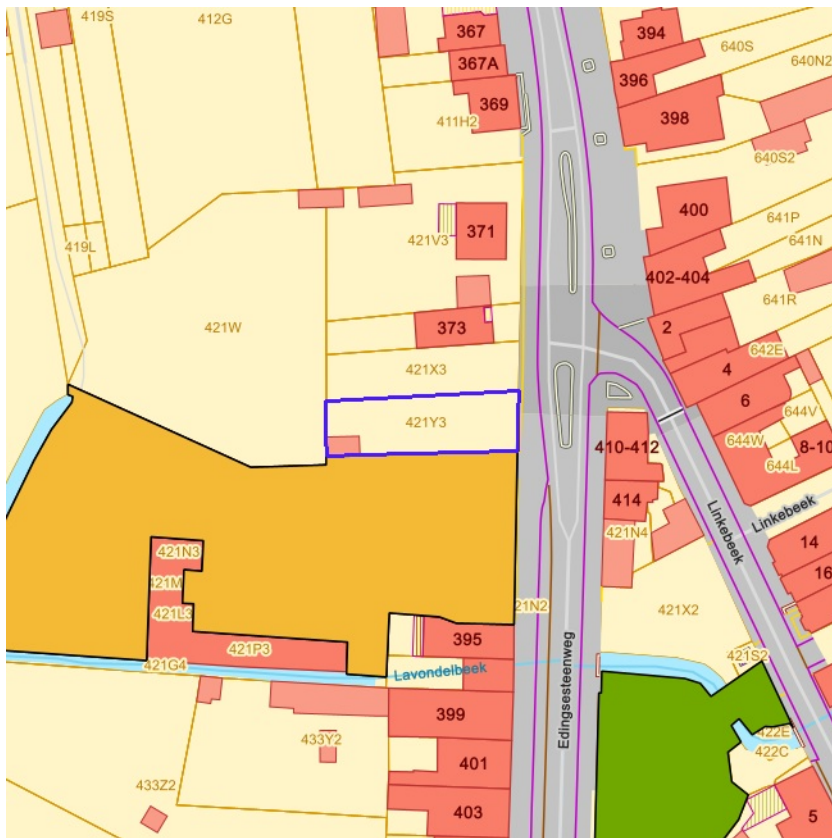 419S
412G
367
394
640S
367A
640N2
396
369
398
411H2
640S2
400
641P
371
421V3
641N
419L
402-404
641R
421W
373
2
642E
421X3
4
6
644V
421Y3
410-412
644W
8-10
644L
414
Linkebeek
Linkebeek
421N4
14
421N3
16
421M
421L3
21N2
421X2
395
421P3
421S2
421G4
Lavondelbeek
Edingsesteenweg
399
422E
433Y2
422C
401
433Z2
403
5